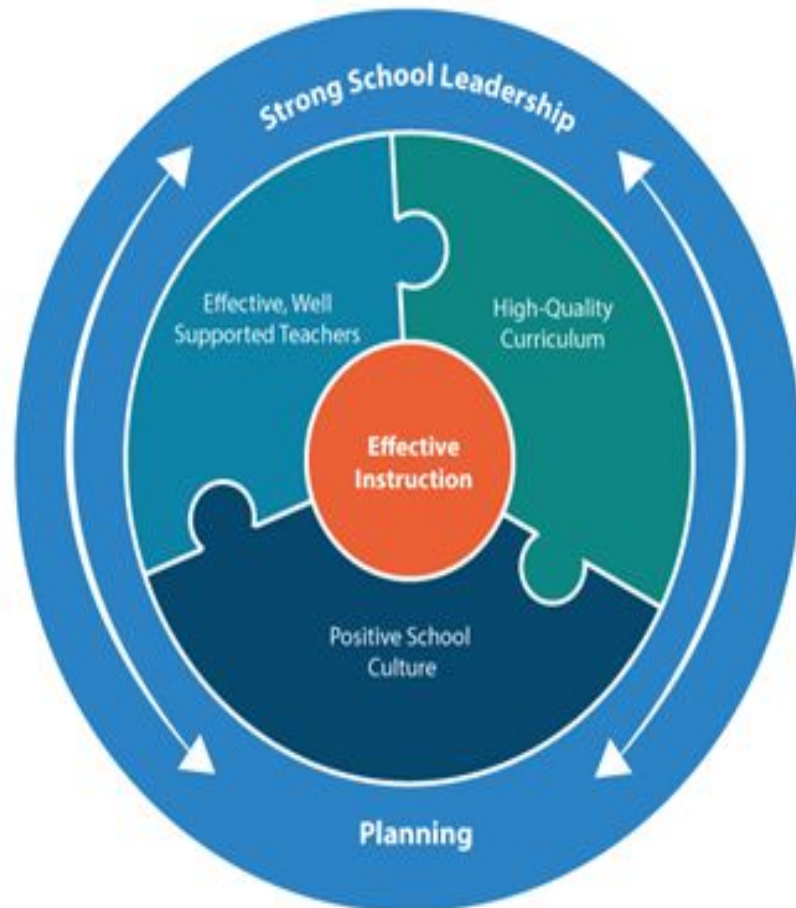 Strong School Leadership
Effective, Well
Supported Teachers
High-Quality
Curriculum
Effective
Instruction
Positive School
Culture
Planning